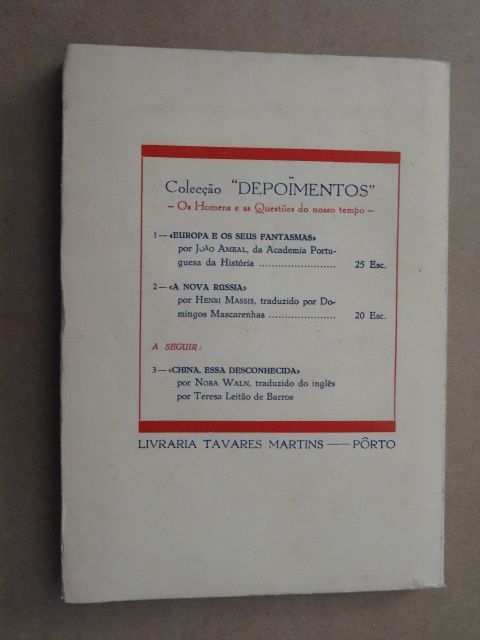 Colecção "DEPOÏMENTOS"
– Os Homens e as Questões do nosso tempo –
1 — «EUROPA E OS SEUS FANTASMAS»
por JOÃO AMEAL, da Academia Portu-
guesa da História ........................ 25 Esc.
2 — «A NOVA RÚSSIA»
por HENRI MASSIS, traduzido por Do-
mingos Mascarenhas ..................... 20 Esc.
A SEGUIR:
3 — «CHINA, ESSA DESCONHECIDA»
por NORA WALN, traduzido do inglês
por Teresa Leitão de Barros
LIVRARIA TAVARES MARTINS — PÔRTO